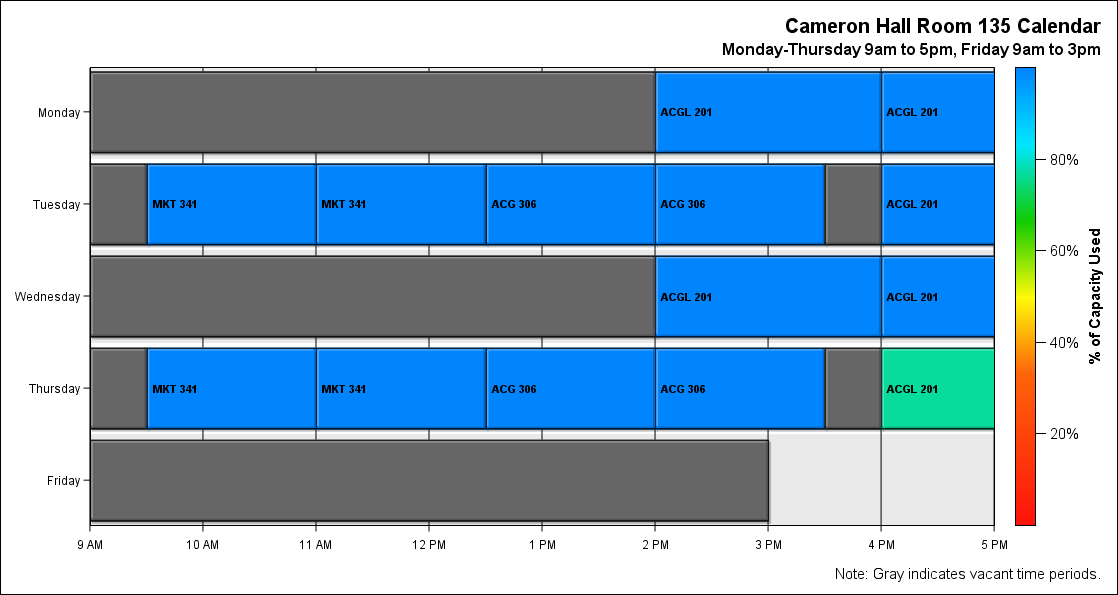 Cameron Hall Room 135 Calendar
Monday-Thursday 9am to 5pm, Friday 9am to 3pm
Monday
ACGL 201
ACGL 201
Tuesday
MKT 341
MKT 341
ACG 306
ACG 306
ACGL 201
Wednesday
ACGL 201
ACGL 201
Thursday
MKT 341
MKT 341
ACG 306
ACG 306
ACGL 201
Friday
9 AM
10 AM
11 AM
12 PM
1 PM
2 PM
3 PM
4 PM
5 PM
80%
60%
40%
20%
% of Capacity Used
Note: Gray indicates vacant time periods.